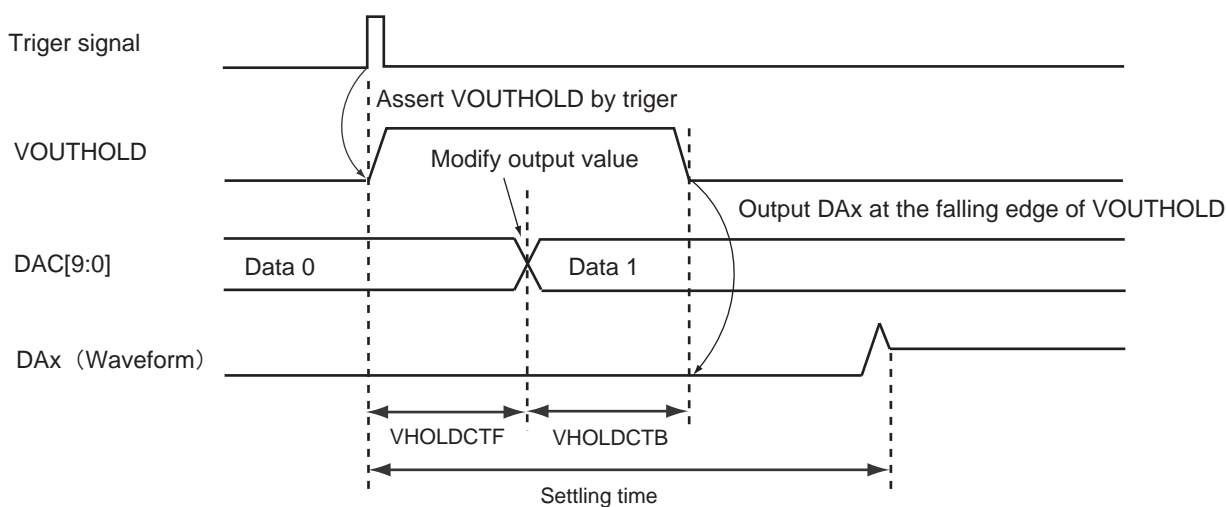 Triger signal
Assert VOUTHOLD by triger
VOUTHOLD
Modify output value
Output DAx at the falling edge of VOUTHOLD
DAC[9:0]
Data 0
Data 1
DAx（Waveform）
VHOLDCTF
VHOLDCTB
Settling time